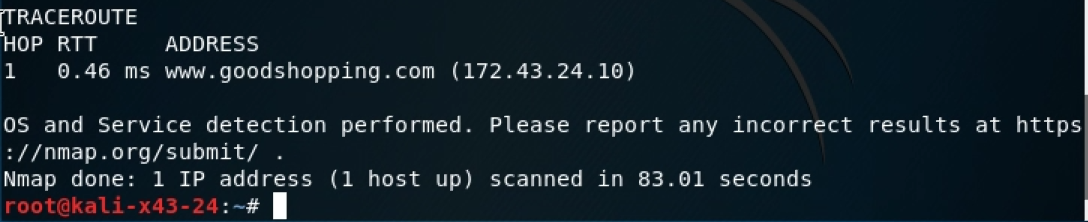 TRACEROUTE
HOP RTT     ADDRESS
1   0.46 ms www.goodshopping.com (172.43.24.10)

OS and Service detection performed. Please report any incorrect results at https
://nmap.org/submit/ .
Nmap done: 1 IP address (1 host up) scanned in 83.01 seconds
root@kali-x43-24:~#